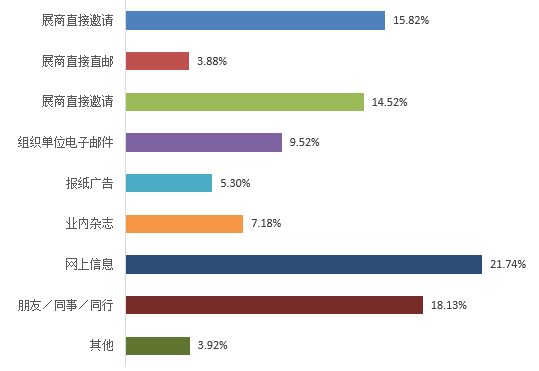 展商直接邀请 15.82%
展商直接直邮 3.88%
展商直接邀请 14.52%
组织单位电子邮件 9.52%
报纸广告 5.30%
业内杂志 7.18%
网上信息 21.74%
朋友／同事／同行 18.13%
其他 3.92%